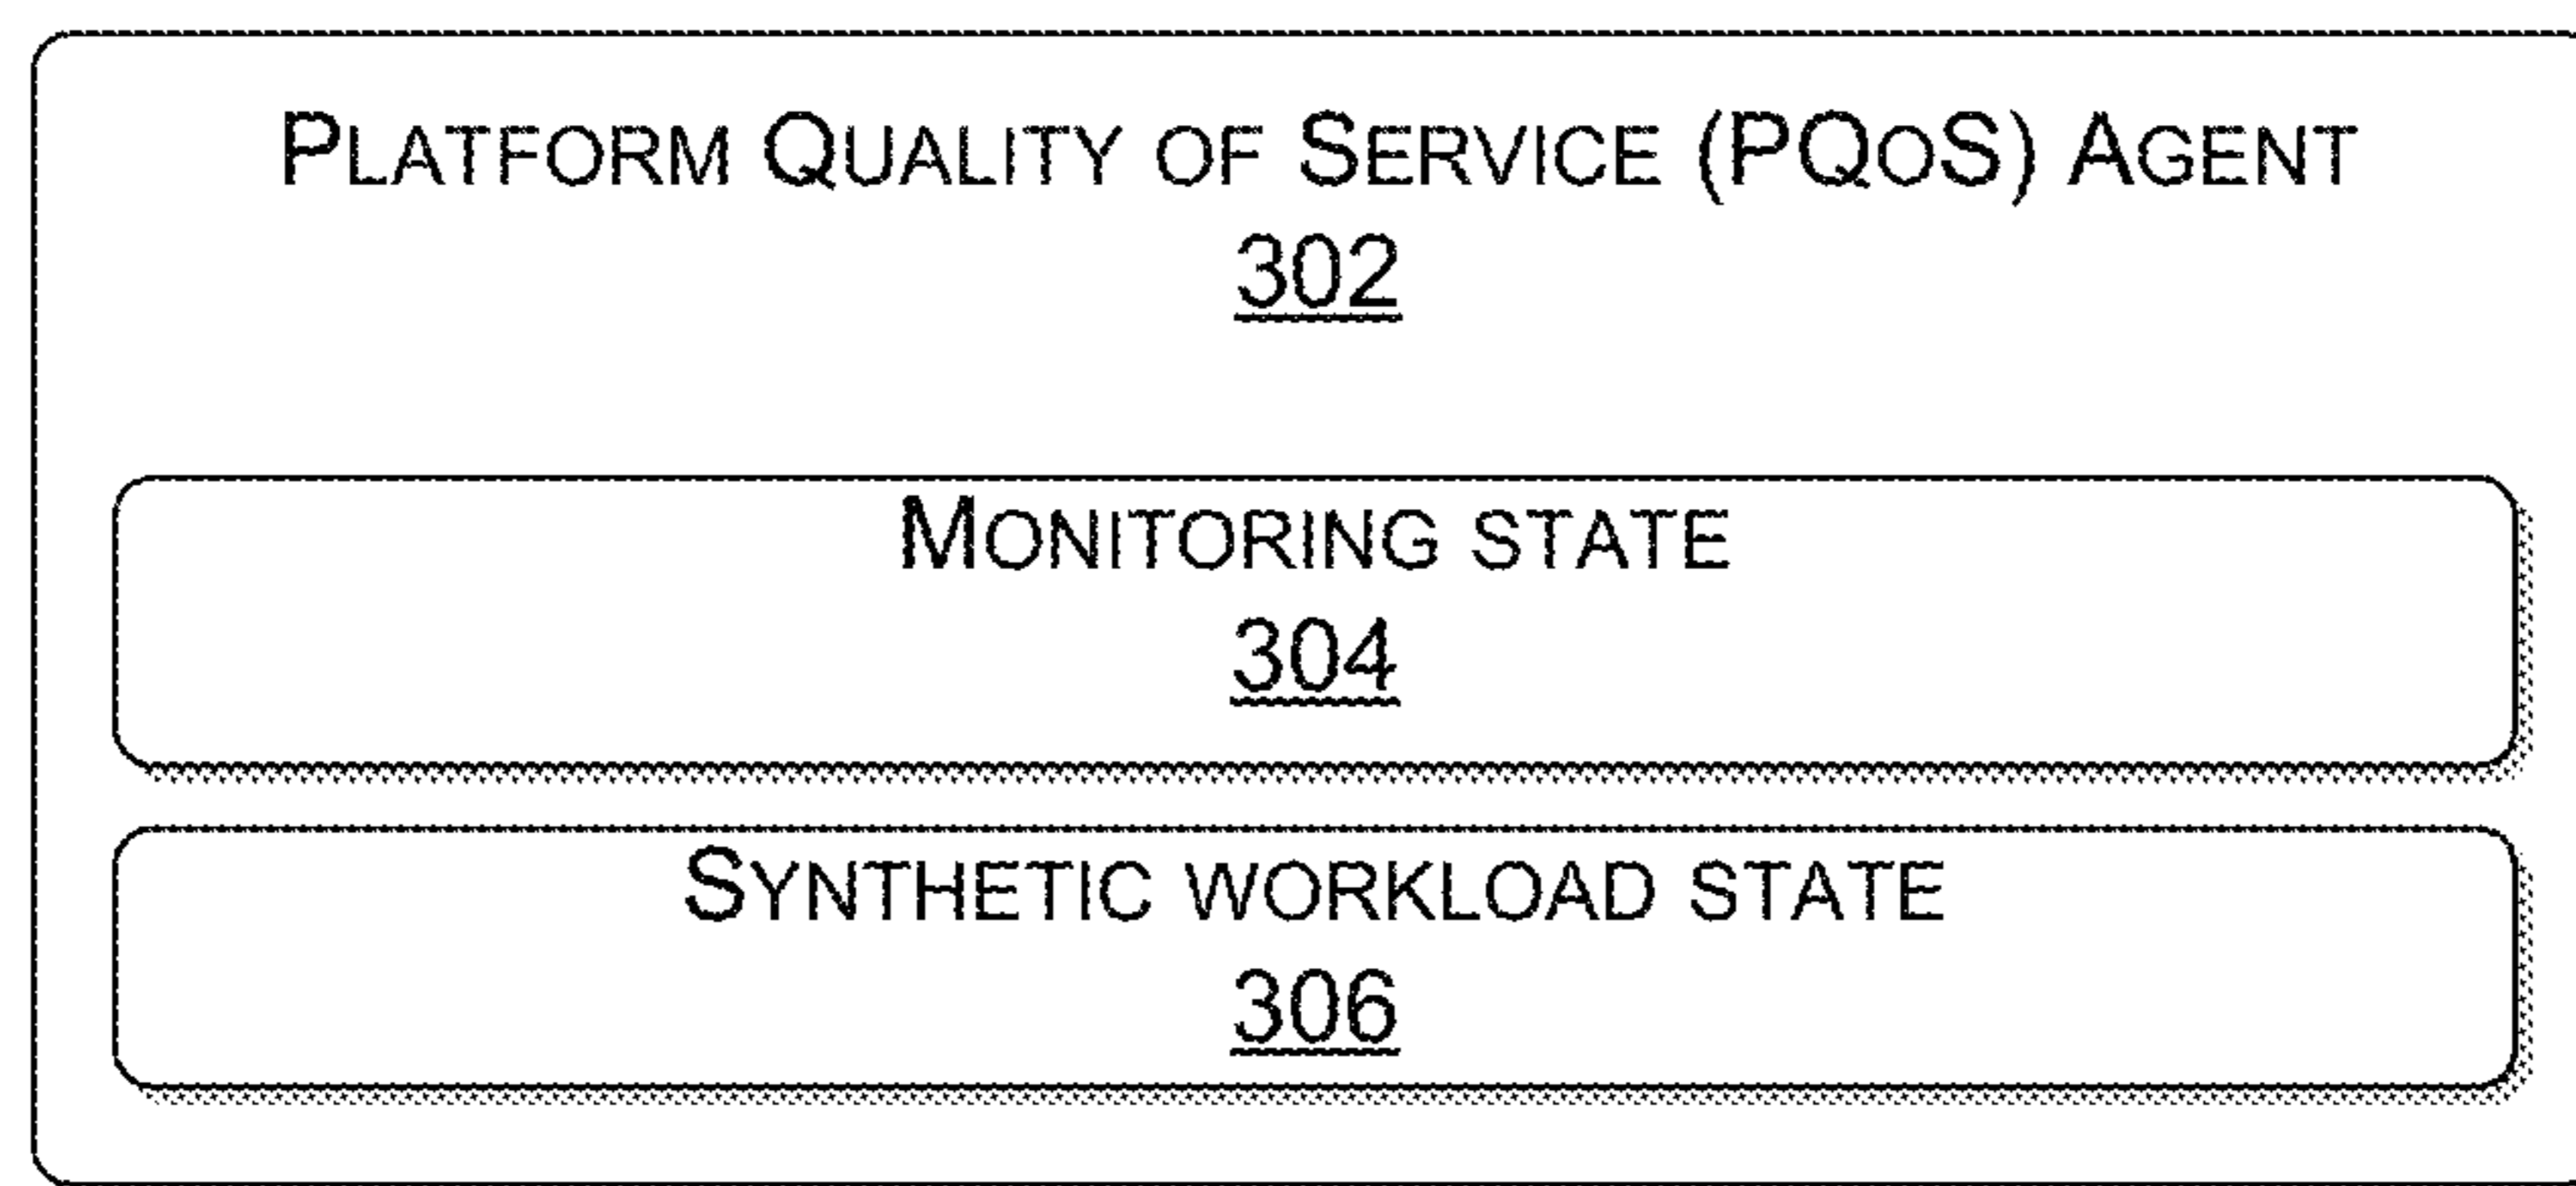 PLATFORM QUALITY OF SERVICE (PQOS) AGENT
302
MONITORING STATE
304
SYNTHETIC WORKLOAD STATE
306